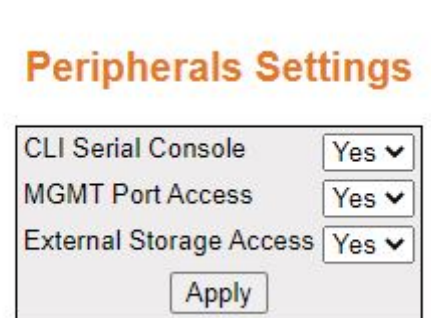 Peripherals Settings
CLI Serial Console Yes
MGMT Port Access Yes
External Storage Access Yes
Apply